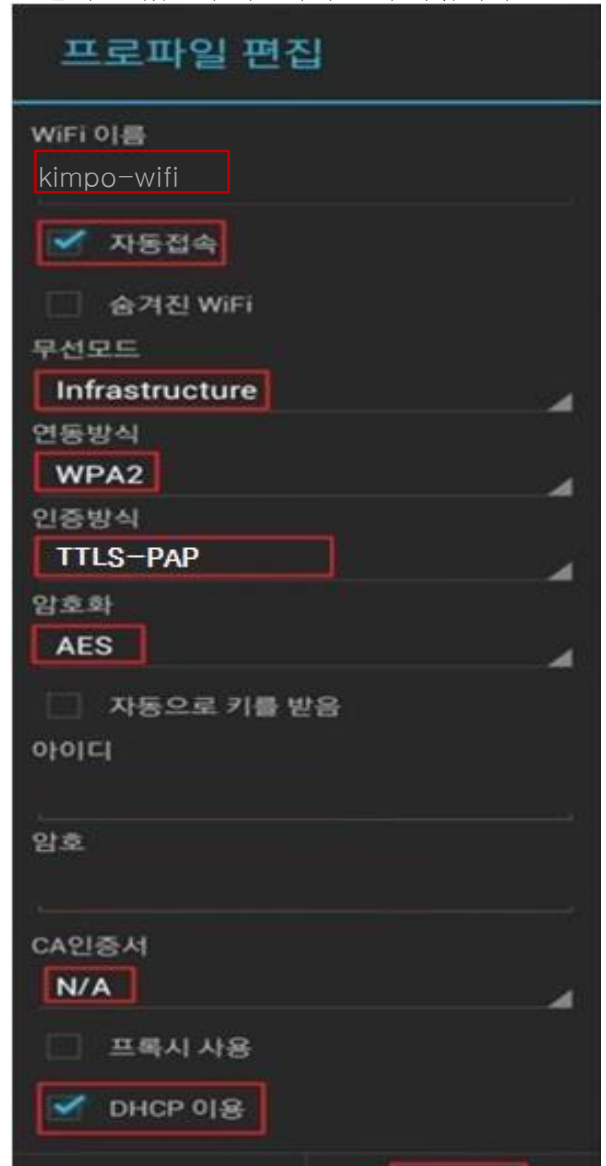 프로파일 편집
WiFi 이름
kimpo-wifi
자동접속
숨겨진 WiFi
무선모드
Infrastructure
연동방식
WPA2
인증방식
TTLS-PAP
암호화
AES
자동으로 키를 받음
아이디
암호
CA인증서
N/A
프록시 사용
DHCP 이용